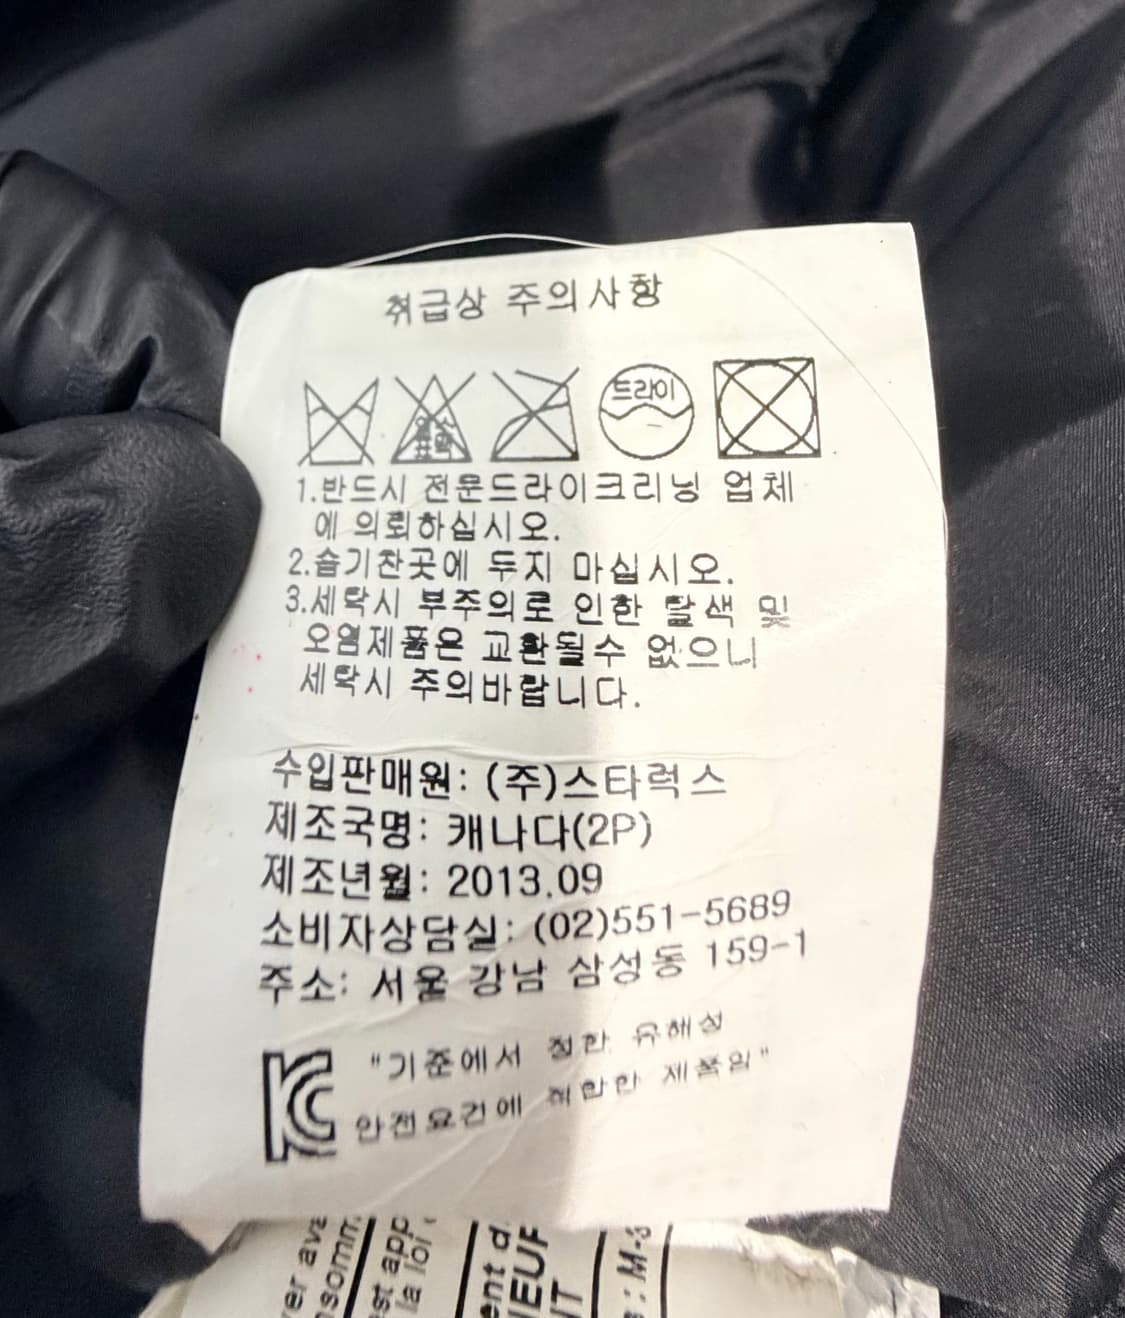 취급상 주의사항
드라이
1.반드시 전문드라이크리닝 업체
에 의뢰하십시오.
2.습기찬곳에 두지 마십시오.
3.세탁시 부주의로 인한 탈색 및
오염제품은 교환될수 없으니
세탁시 주의바랍니다.
수입판매원: (주)스타럭스
제조국명: 캐나다(2P)
제조년월: 2013.09
소비자상담실: (02)551-5689
주소: 서울 강남 삼성동 159-1
"기준에서 정한 유해성
안전요건에 적합한 제품임"